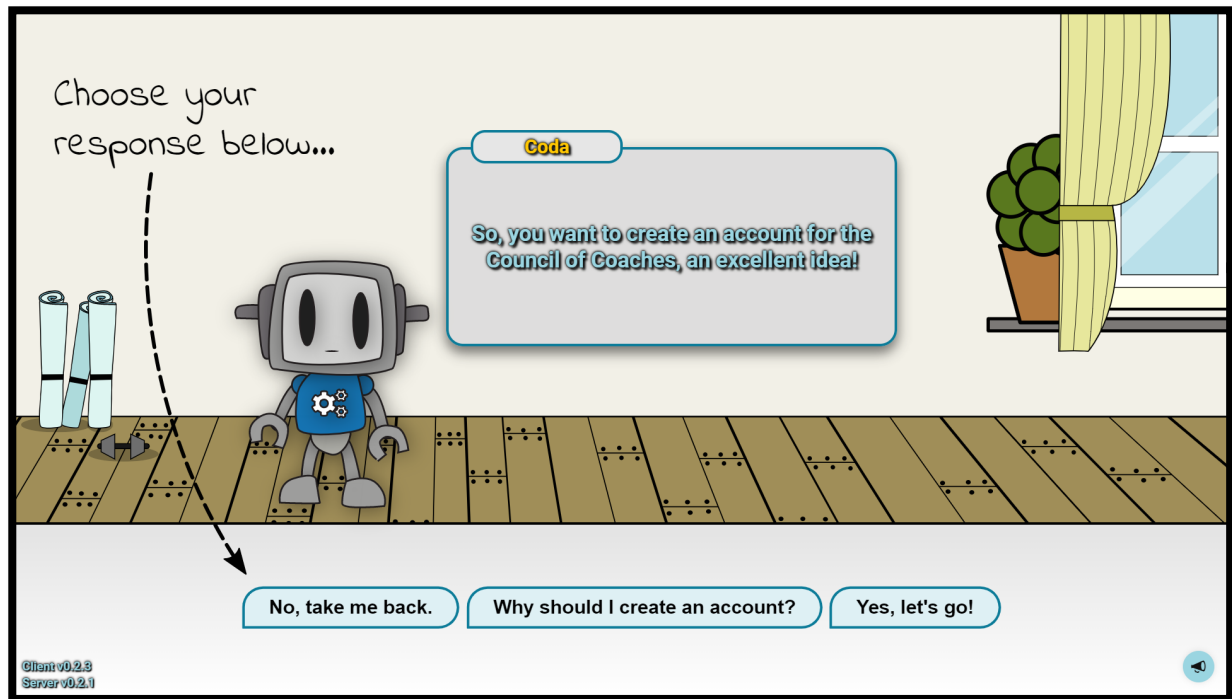 Choose your
response below...
Coda
So, you want to create an account for the
Council of Coaches, an excellent idea!
No, take me back.
Why should I create an account?
Yes, let's go!
Client v0.2.3
Server v0.2.1